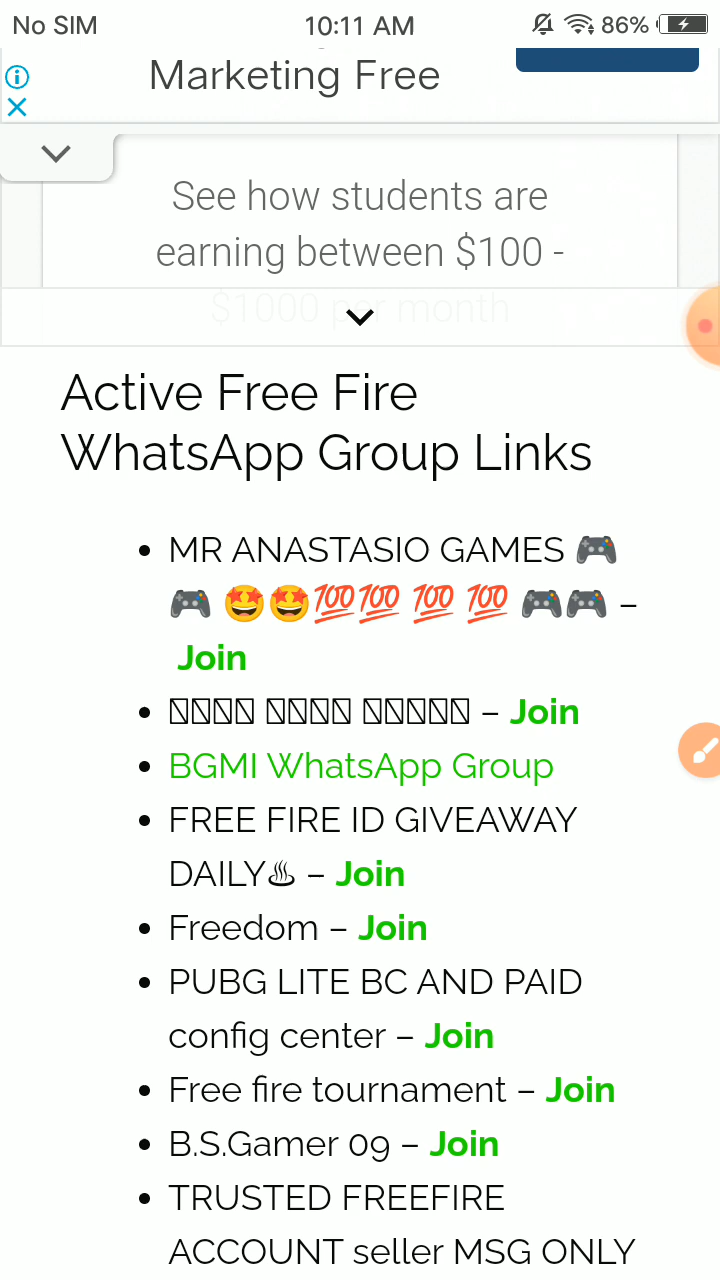 No SIM 10:11 AM 86%
Marketing Free
See how students are
earning between $100 -
$1000 per month
Active Free Fire
WhatsApp Group Links
MR ANASTASIO GAMES 🎮
🎮 🤩🤩💯💯 💯 💯 🎮🎮 –
Join
– Join
BGMI WhatsApp Group
FREE FIRE ID GIVEAWAY
DAILY♨ – Join
Freedom – Join
PUBG LITE BC AND PAID
config center – Join
Free fire tournament – Join
B.S.Gamer 09 – Join
TRUSTED FREEFIRE
ACCOUNT seller MSG ONLY